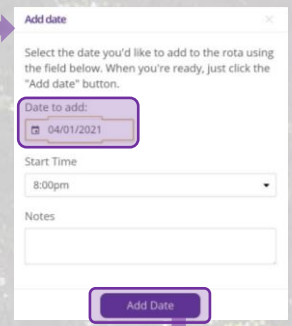 Add date
Select the date you'd like to add to the rota using
the field below. When you're ready, just click the
"Add date" button.
Date to add:
04/01/2021
Start Time
8:00pm
Notes
Add Date